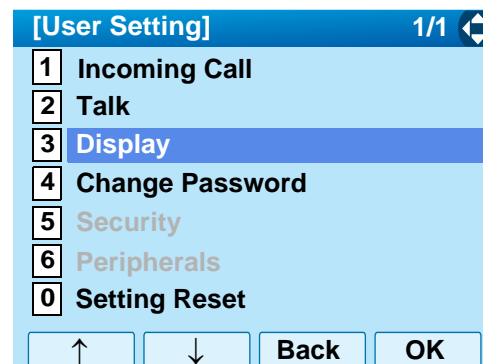 [User Setting] 1/1
1 Incoming Call
2 Talk
3 Display
4 Change Password
5 Security
6 Peripherals
0 Setting Reset
↑ ↓ Back OK